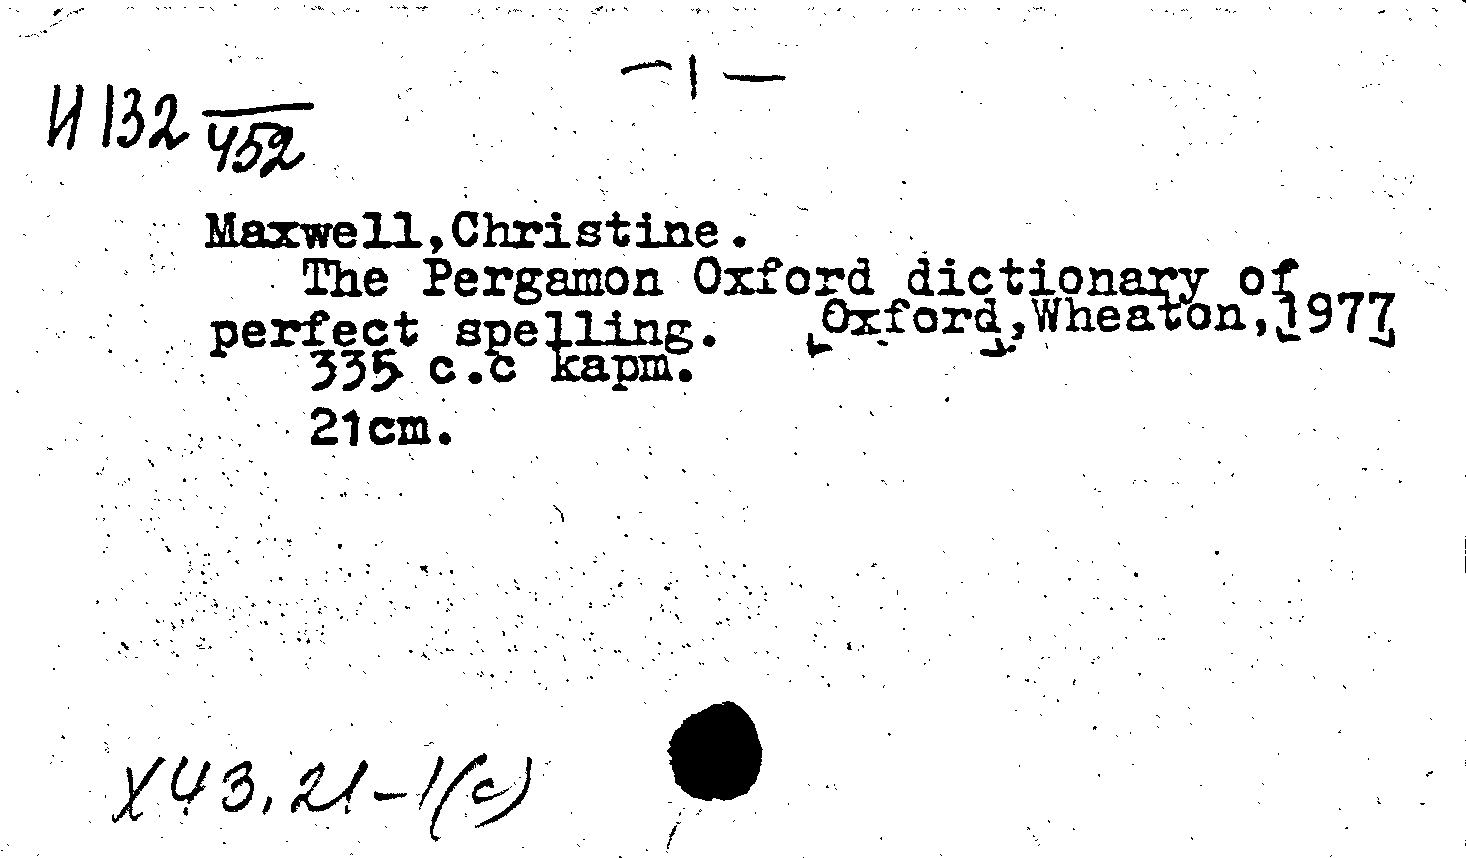 — 1 —
И 132
452
Maxwell,Christine.
The Pergamon Oxford dictionary of
perfect spelling. Oxford,Wheaton,[1977]
335 c.c карт.
21cm.
X43.21-1(c)